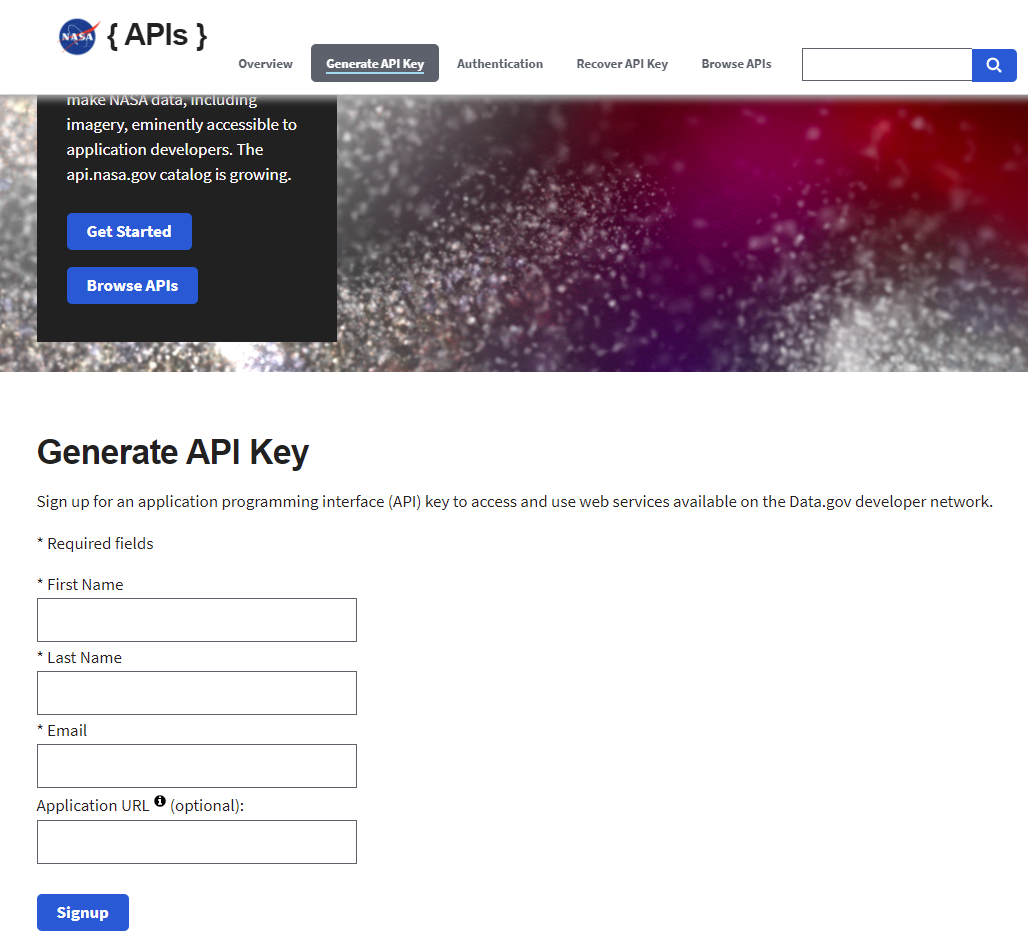 NASA { APIs }
Overview Generate API Key Authentication Recover API Key Browse APIs
make NASA data, including
imagery, eminently accessible to
application developers. The
api.nasa.gov catalog is growing.
Get Started
Browse APIs
Generate API Key
Sign up for an application programming interface (API) key to access and use web services available on the Data.gov developer network.
* Required fields
* First Name
* Last Name
* Email
Application URL (optional):
Signup